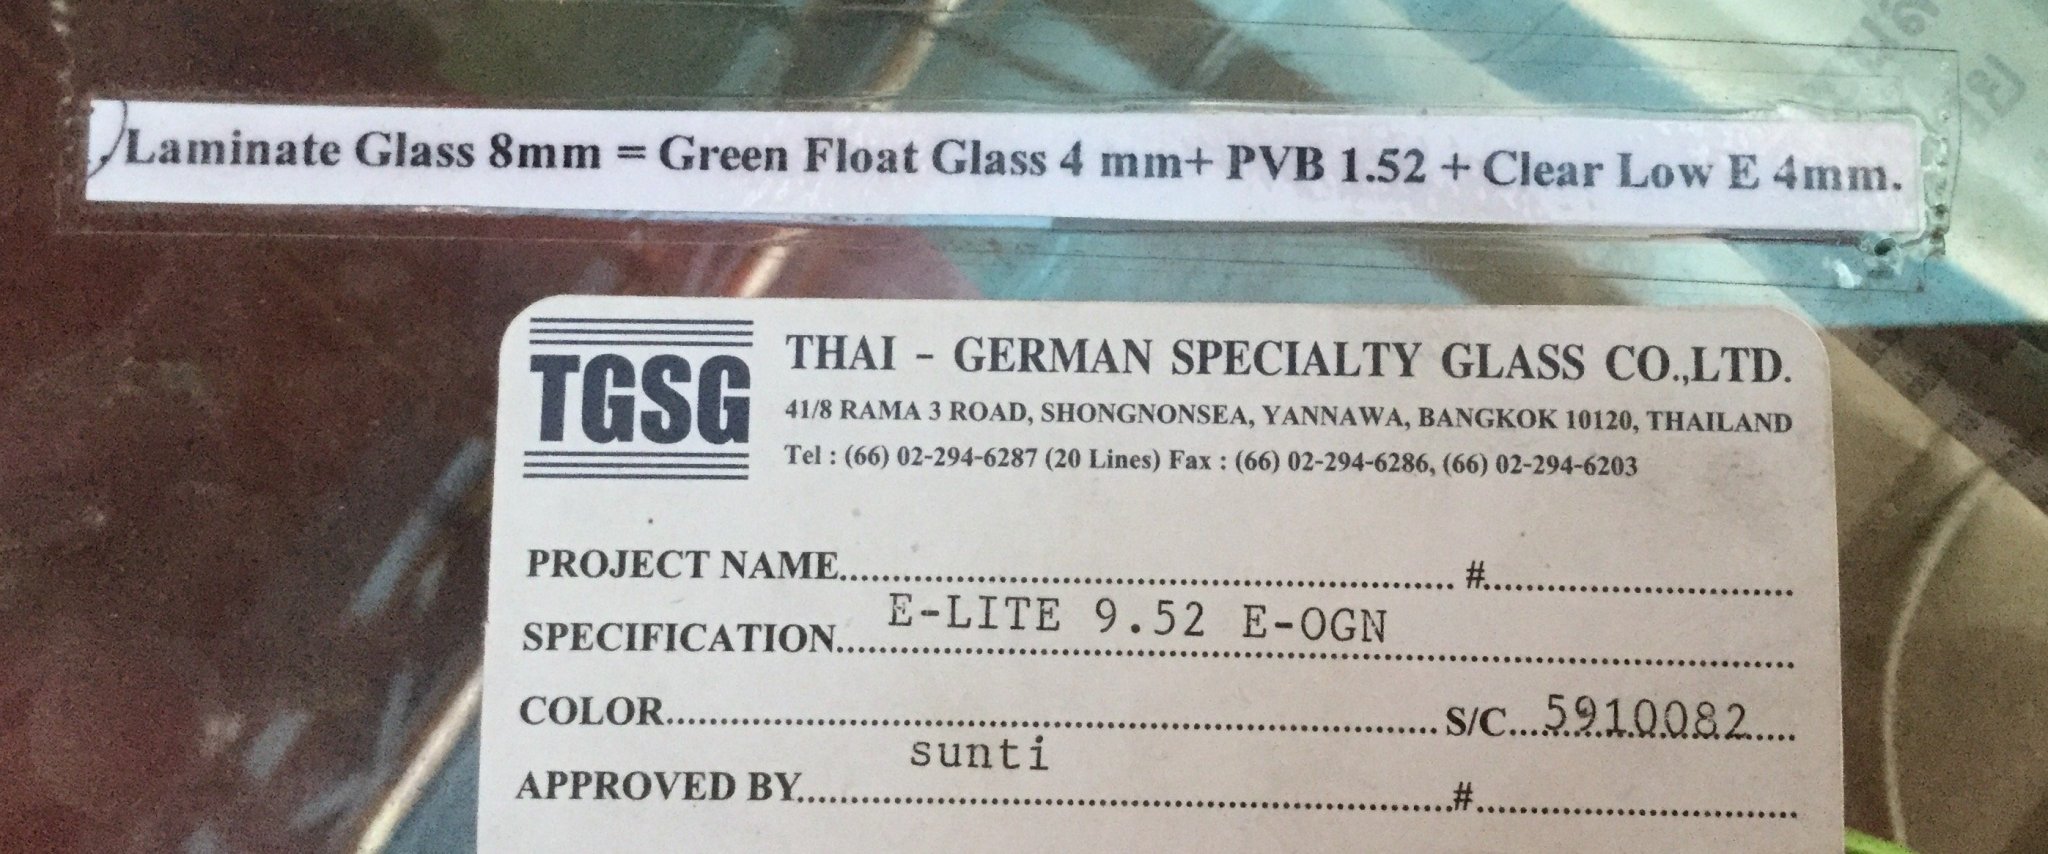 Laminate Glass 8mm = Green Float Glass 4 mm+ PVB 1.52 + Clear Low E 4mm.
TGSG
THAI - GERMAN SPECIALTY GLASS CO.,LTD.
41/8 RAMA 3 ROAD, SHONGNONSEA, YANNAWA, BANGKOK 10120, THAILAND
Tel : (66) 02-294-6287 (20 Lines) Fax : (66) 02-294-6286, (66) 02-294-6203
PROJECT NAME.................................................. #..........................
SPECIFICATION.....E-LITE 9.52 E-OGN...............................
COLOR.................................................. S/C...5910082....
APPROVED BY.........sunti.................................#..........................